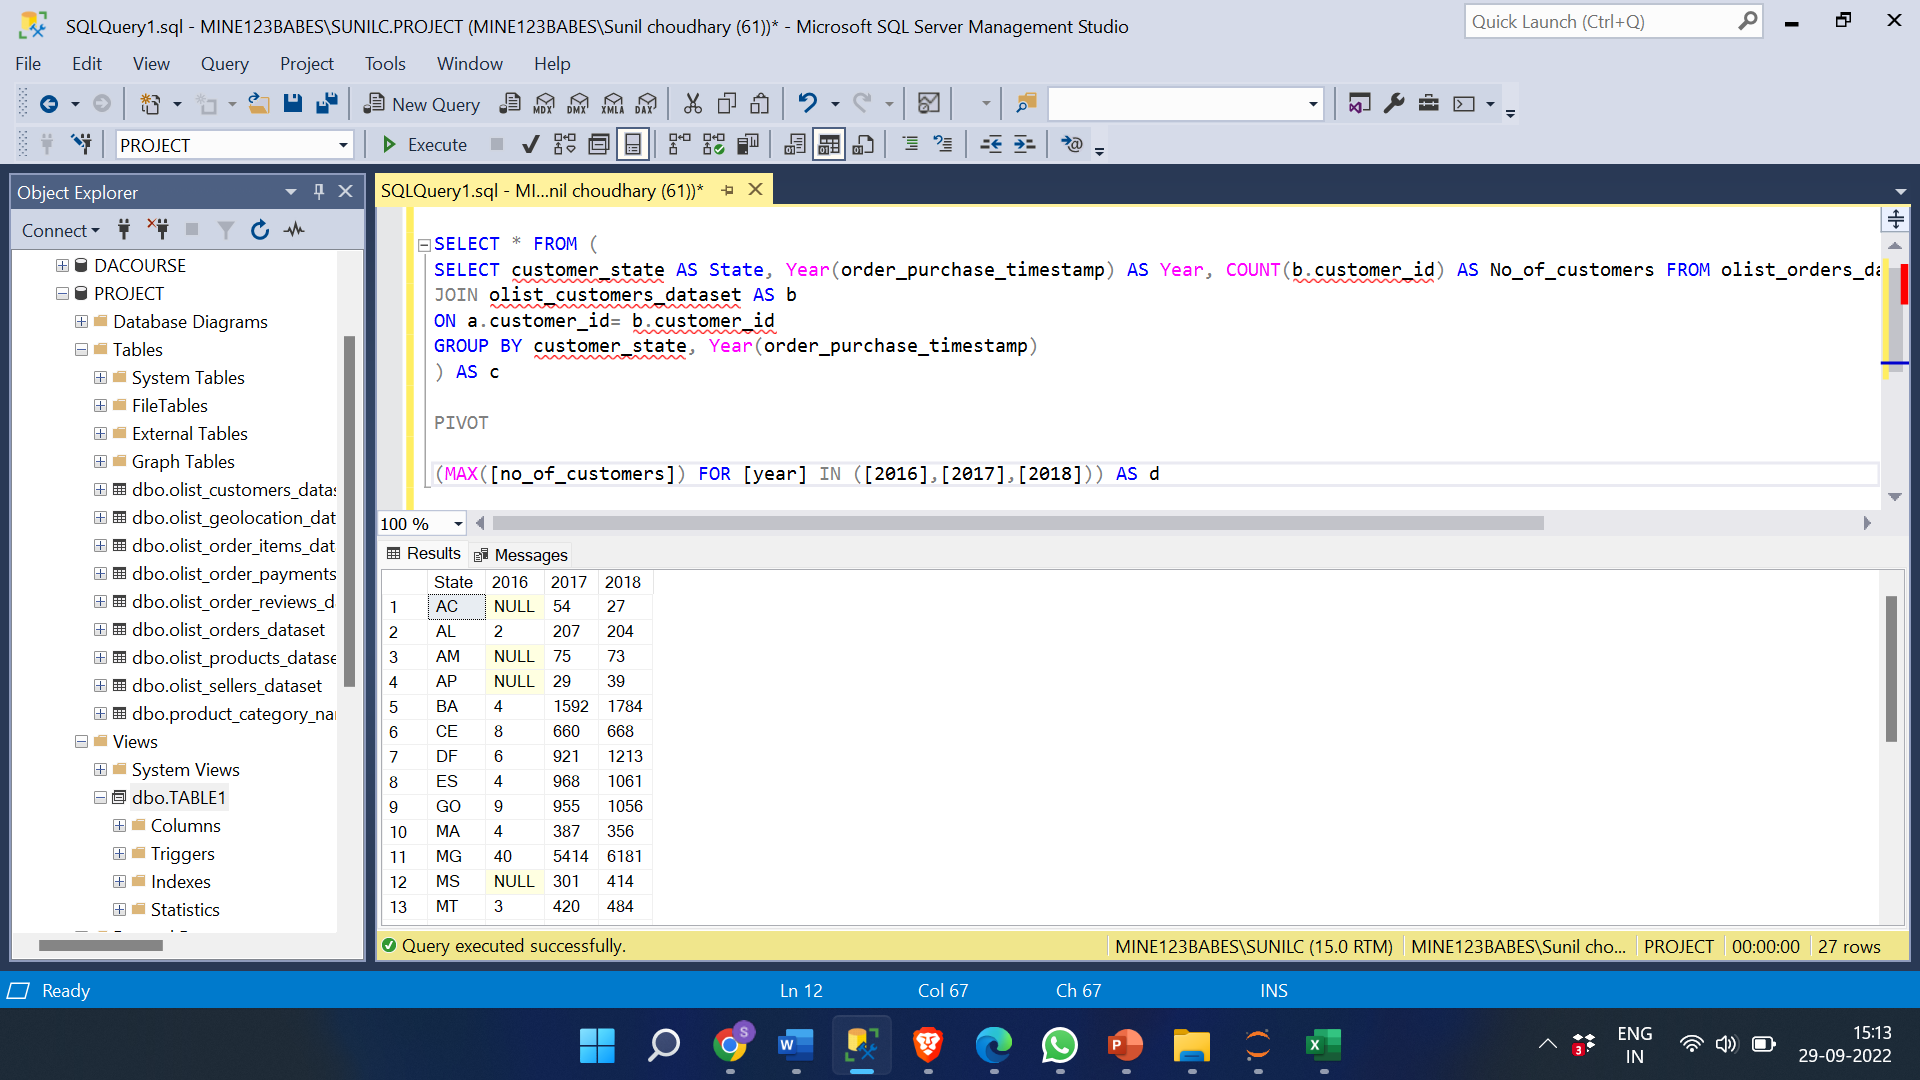 SQLQuery1.sql - MINE123BABES\SUNILC.PROJECT (MINE123BABES\Sunil choudhary (61))* - Microsoft SQL Server Management Studio
Quick Launch (Ctrl+Q)
File Edit View Query Project Tools Window Help
New Query MDX DMX XMLA DAX
PROJECT Execute
Object Explorer
Connect
DACOURSE
PROJECT
Database Diagrams
Tables
System Tables
FileTables
External Tables
Graph Tables
dbo.olist_customers_datas
dbo.olist_geolocation_dat
dbo.olist_order_items_dat
dbo.olist_order_payments
dbo.olist_order_reviews_d
dbo.olist_orders_dataset
dbo.olist_products_datase
dbo.olist_sellers_dataset
dbo.product_category_na
Views
System Views
dbo.TABLE1
Columns
Triggers
Indexes
Statistics
SQLQuery1.sql - MI...nil choudhary (61))*
SELECT * FROM (
SELECT customer_state AS State, Year(order_purchase_timestamp) AS Year, COUNT(b.customer_id) AS No_of_customers FROM olist_orders_da
JOIN olist_customers_dataset AS b
ON a.customer_id= b.customer_id
GROUP BY customer_state, Year(order_purchase_timestamp)
) AS c
PIVOT
(MAX([no_of_customers]) FOR [year] IN ([2016],[2017],[2018])) AS d
100 %
Results Messages
State 2016 2017 2018
1 AC NULL 54 27
2 AL 2 207 204
3 AM NULL 75 73
4 AP NULL 29 39
5 BA 4 1592 1784
6 CE 8 660 668
7 DF 6 921 1213
8 ES 4 968 1061
9 GO 9 955 1056
10 MA 4 387 356
11 MG 40 5414 6181
12 MS NULL 301 414
13 MT 3 420 484
Query executed successfully. MINE123BABES\SUNILC (15.0 RTM) MINE123BABES\Sunil cho... PROJECT 00:00:00 27 rows
Ready Ln 12 Col 67 Ch 67 INS
S W P X 3
ENG
IN
15:13
29-09-2022